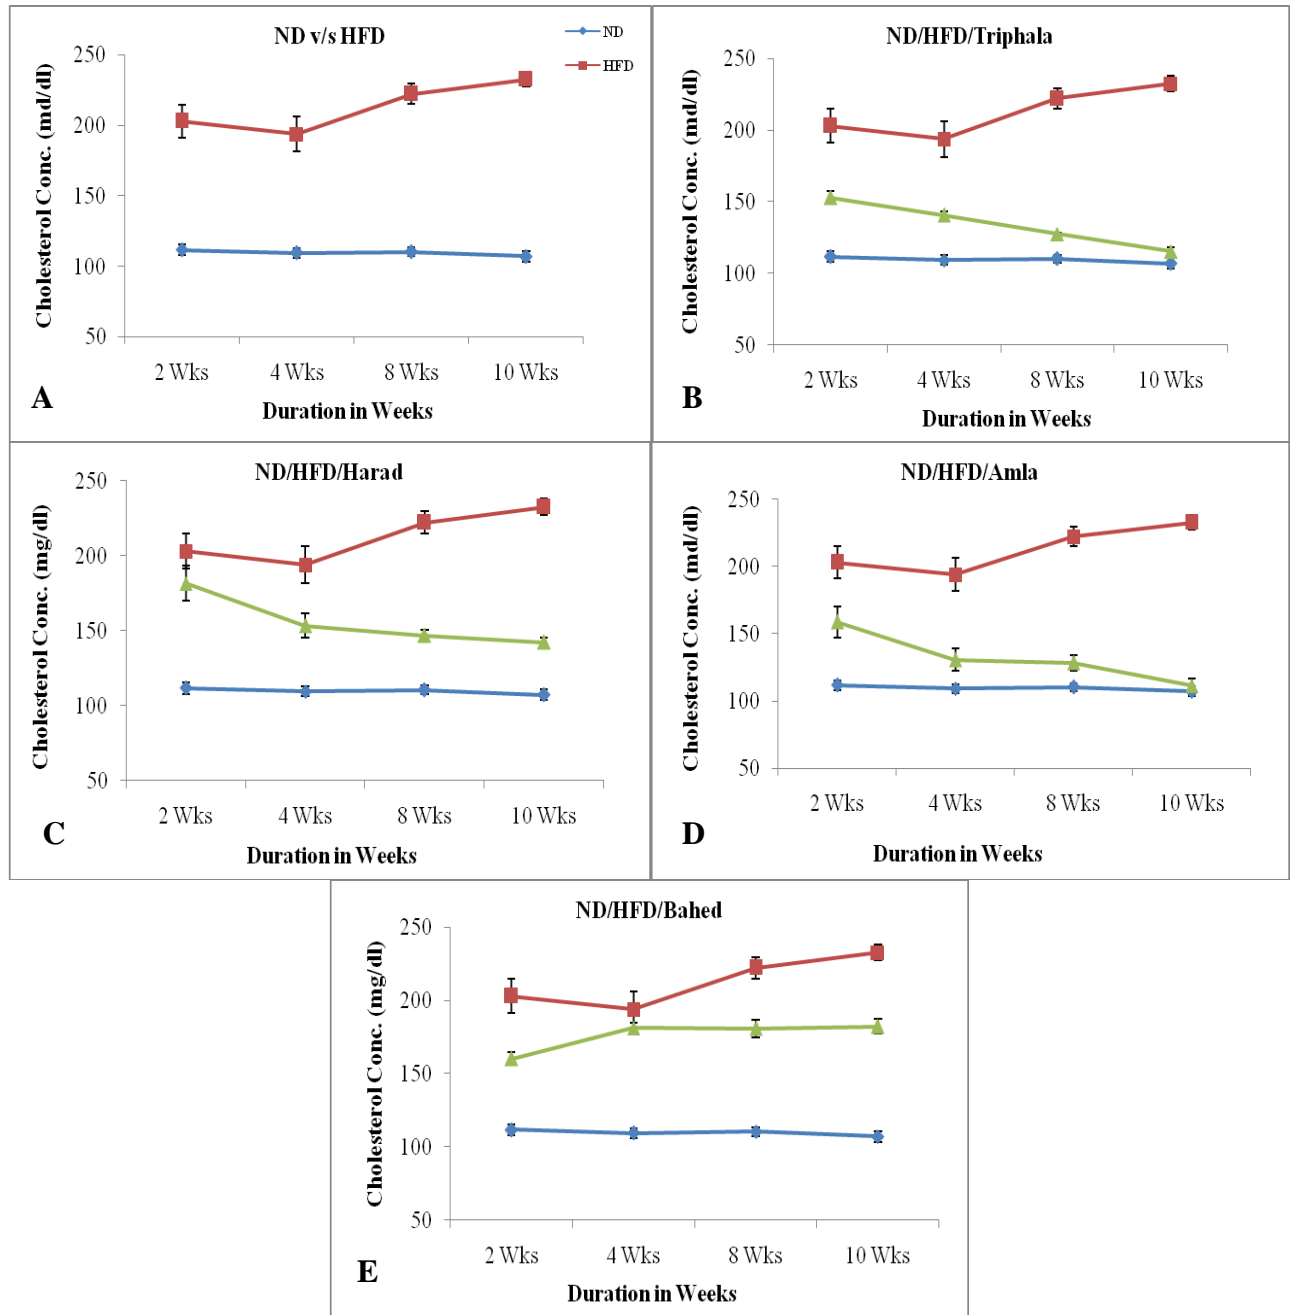 ND v/s HFD
ND
HFD
Cholesterol Conc. (md/dl)
250
200
150
100
50
2 Wks 4 Wks 8 Wks 10 Wks
Duration in Weeks
A
ND/HFD/Triphala
Cholesterol Conc. (md/dl)
250
200
150
100
50
2 Wks 4 Wks 8 Wks 10 Wks
Duration in Weeks
B
ND/HFD/Harad
Cholesterol Conc. (mg/dl)
250
200
150
100
50
2 Wks 4 Wks 8 Wks 10 Wks
Duration in Weeks
C
ND/HFD/Amla
Cholesterol Conc. (md/dl)
250
200
150
100
50
2 Wks 4 Wks 8 Wks 10 Wks
Duration in Weeks
D
ND/HFD/Bahed
Cholesterol Conc. (mg/dl)
250
200
150
100
50
2 Wks 4 Wks 8 Wks 10 Wks
Duration in Weeks
E